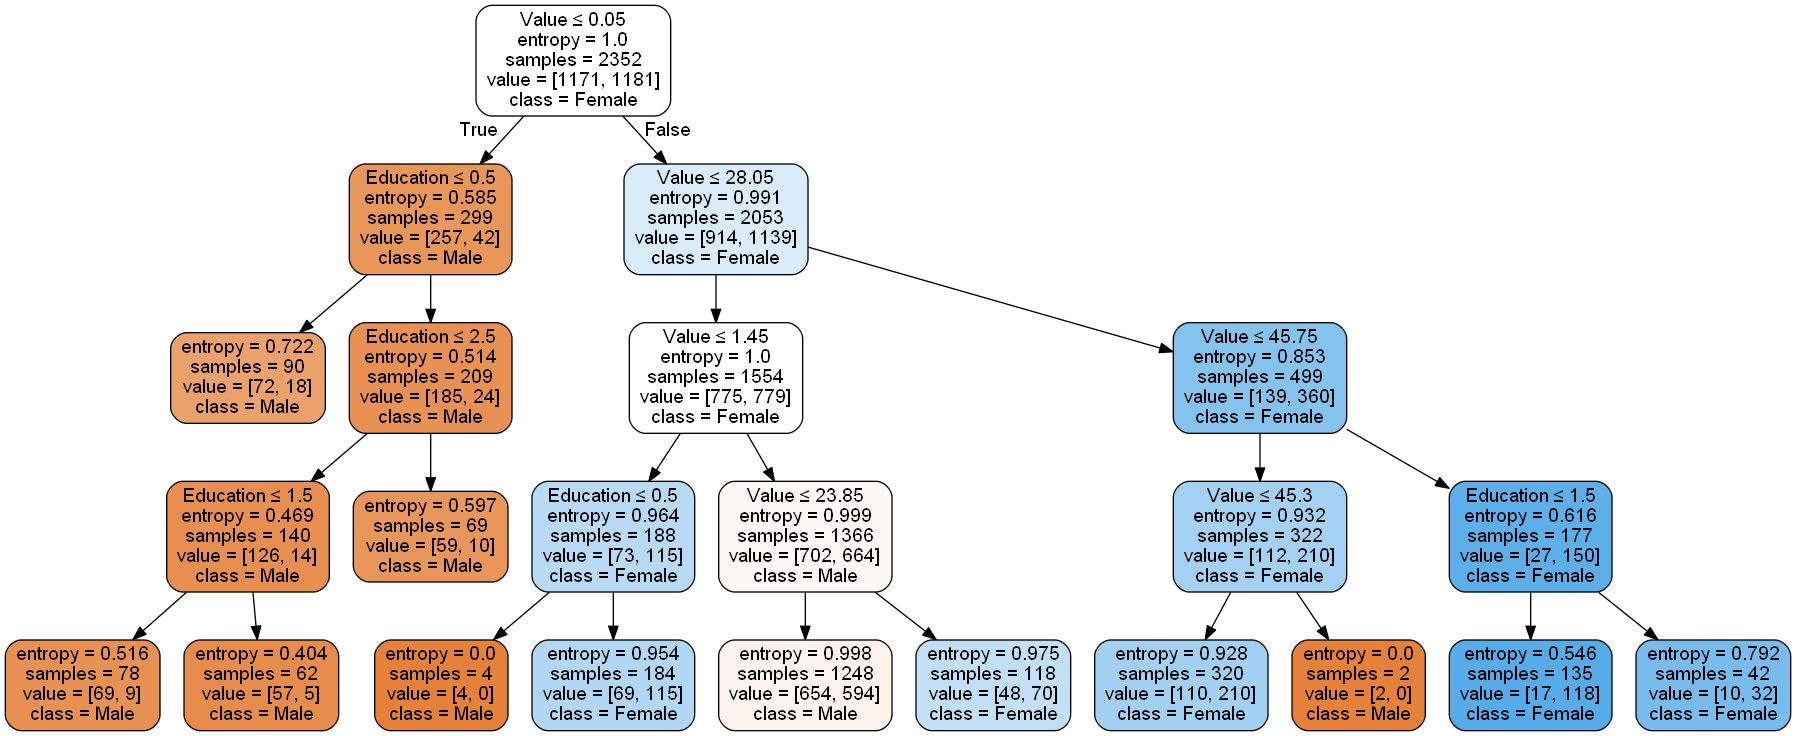 Value ≤ 0.05
entropy = 1.0
samples = 2352
value = [1171, 1181]
class = Female
True
False
Education ≤ 0.5
entropy = 0.585
samples = 299
value = [257, 42]
class = Male
Value ≤ 28.05
entropy = 0.991
samples = 2053
value = [914, 1139]
class = Female
entropy = 0.722
samples = 90
value = [72, 18]
class = Male
Education ≤ 2.5
entropy = 0.514
samples = 209
value = [185, 24]
class = Male
Value ≤ 1.45
entropy = 1.0
samples = 1554
value = [775, 779]
class = Female
Value ≤ 45.75
entropy = 0.853
samples = 499
value = [139, 360]
class = Female
Education ≤ 1.5
entropy = 0.469
samples = 140
value = [126, 14]
class = Male
entropy = 0.597
samples = 69
value = [59, 10]
class = Male
Education ≤ 0.5
entropy = 0.964
samples = 188
value = [73, 115]
class = Female
Value ≤ 23.85
entropy = 0.999
samples = 1366
value = [702, 664]
class = Male
Value ≤ 45.3
entropy = 0.932
samples = 322
value = [112, 210]
class = Female
Education ≤ 1.5
entropy = 0.616
samples = 177
value = [27, 150]
class = Female
entropy = 0.516
samples = 78
value = [69, 9]
class = Male
entropy = 0.404
samples = 62
value = [57, 5]
class = Male
entropy = 0.0
samples = 4
value = [4, 0]
class = Male
entropy = 0.954
samples = 184
value = [69, 115]
class = Female
entropy = 0.998
samples = 1248
value = [654, 594]
class = Male
entropy = 0.975
samples = 118
value = [48, 70]
class = Female
entropy = 0.928
samples = 320
value = [110, 210]
class = Female
entropy = 0.0
samples = 2
value = [2, 0]
class = Male
entropy = 0.546
samples = 135
value = [17, 118]
class = Female
entropy = 0.792
samples = 42
value = [10, 32]
class = Female